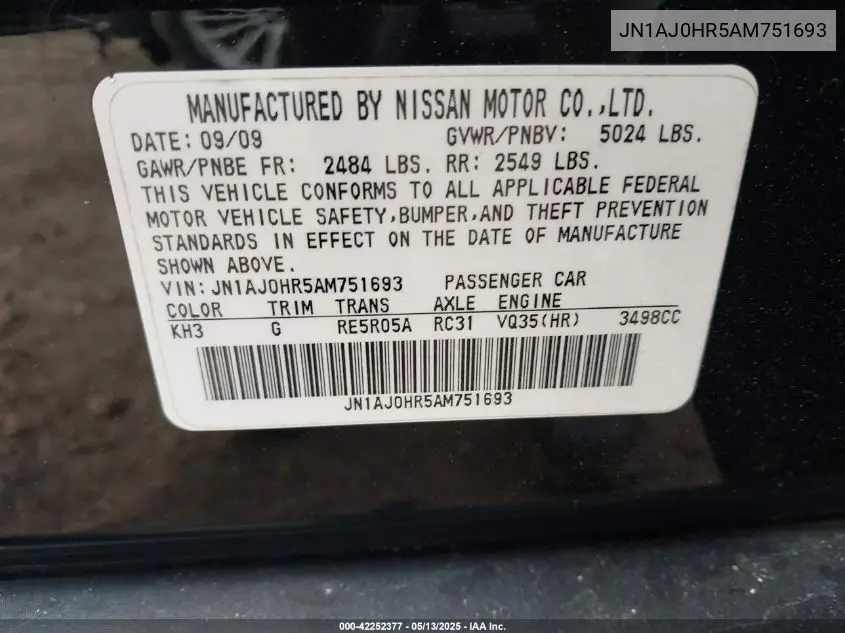 JN1AJ0HR5AM751693
MANUFACTURED BY NISSAN MOTOR CO.,LTD.
DATE: 09/09 GVWR/PNBV: 5024 LBS.
GAWR/PNBE FR: 2484 LBS. RR: 2549 LBS.
THIS VEHICLE CONFORMS TO ALL APPLICABLE FEDERAL
MOTOR VEHICLE SAFETY,BUMPER,AND THEFT PREVENTION
STANDARDS IN EFFECT ON THE DATE OF MANUFACTURE
SHOWN ABOVE.
VIN: JN1AJ0HR5AM751693 PASSENGER CAR
COLOR TRIM TRANS AXLE ENGINE
KH3 G RE5R05A RC31 VQ35(HR) 3498CC
JN1AJ0HR5AM751693
000-42252377 - 05/13/2025 - IAA Inc.